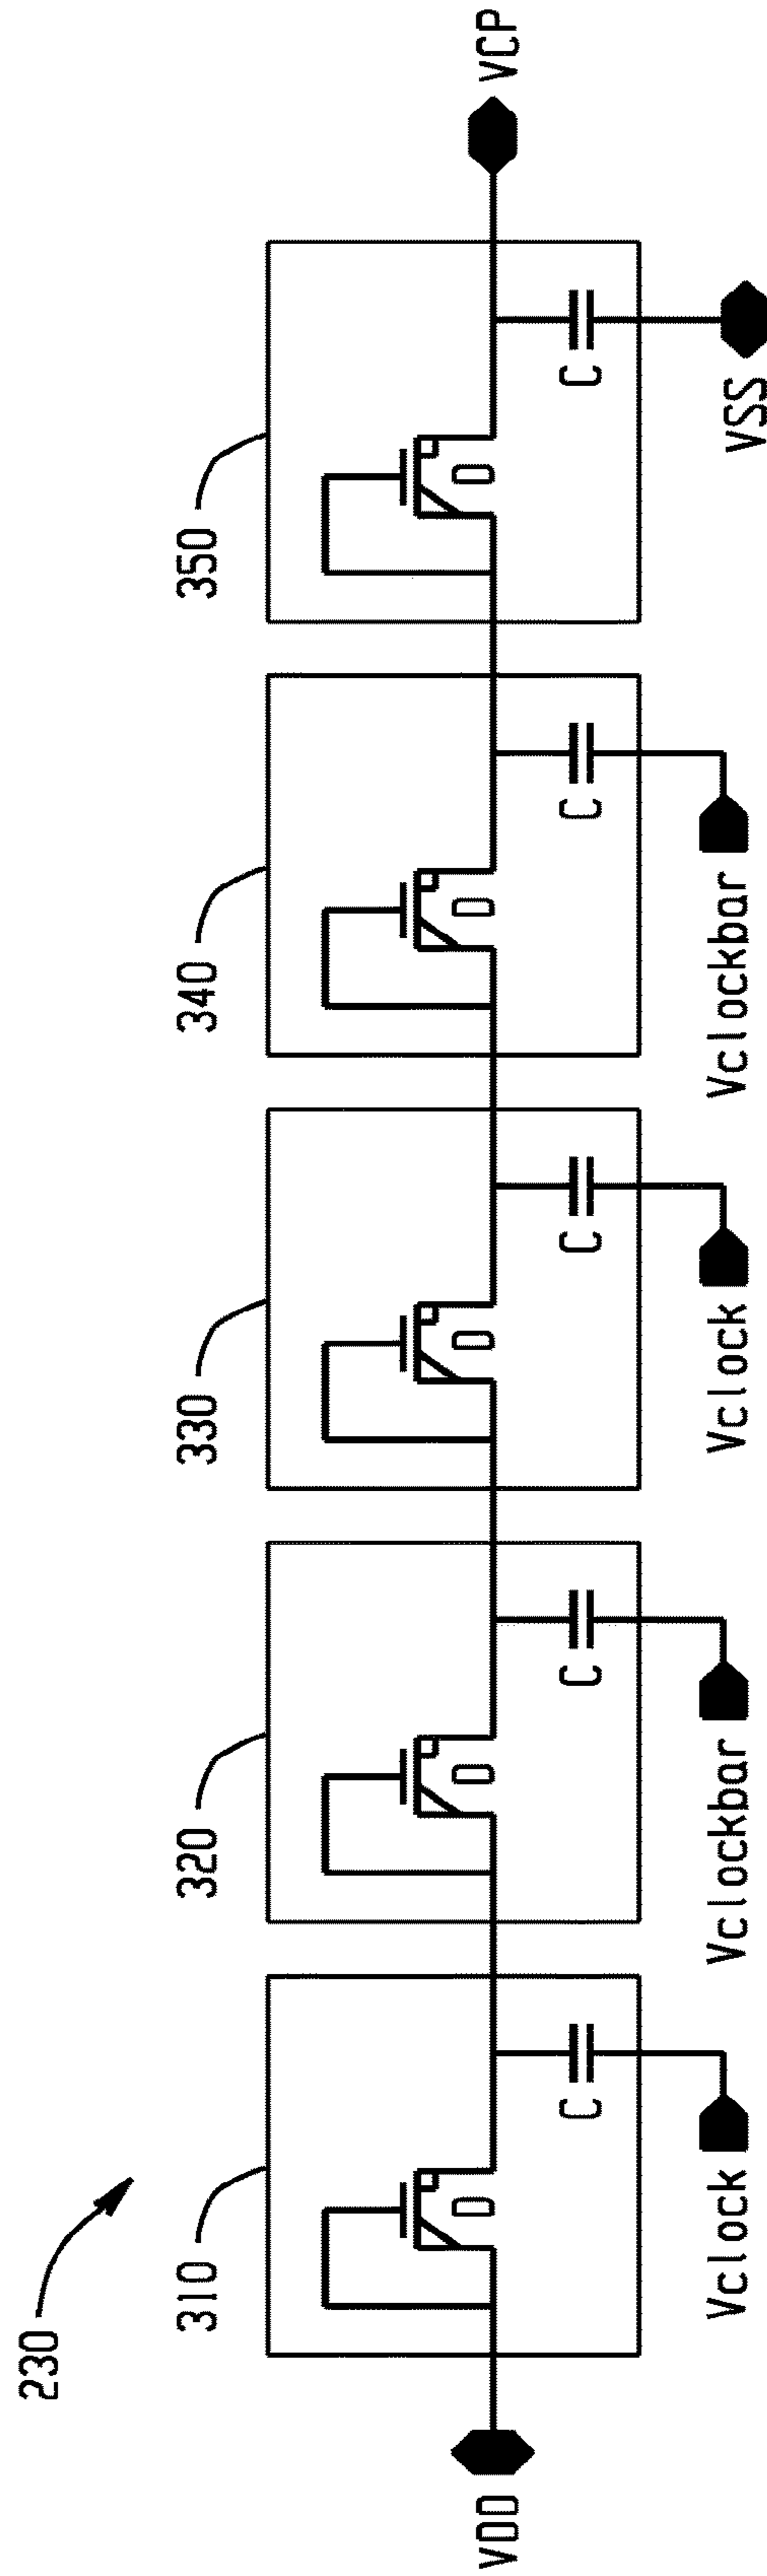 230
310
320
330
340
350
D
D
D
D
D
VDD
VCP
C
C
C
C
C
Vclock
Vclockbar
Vclock
Vclockbar
VSS